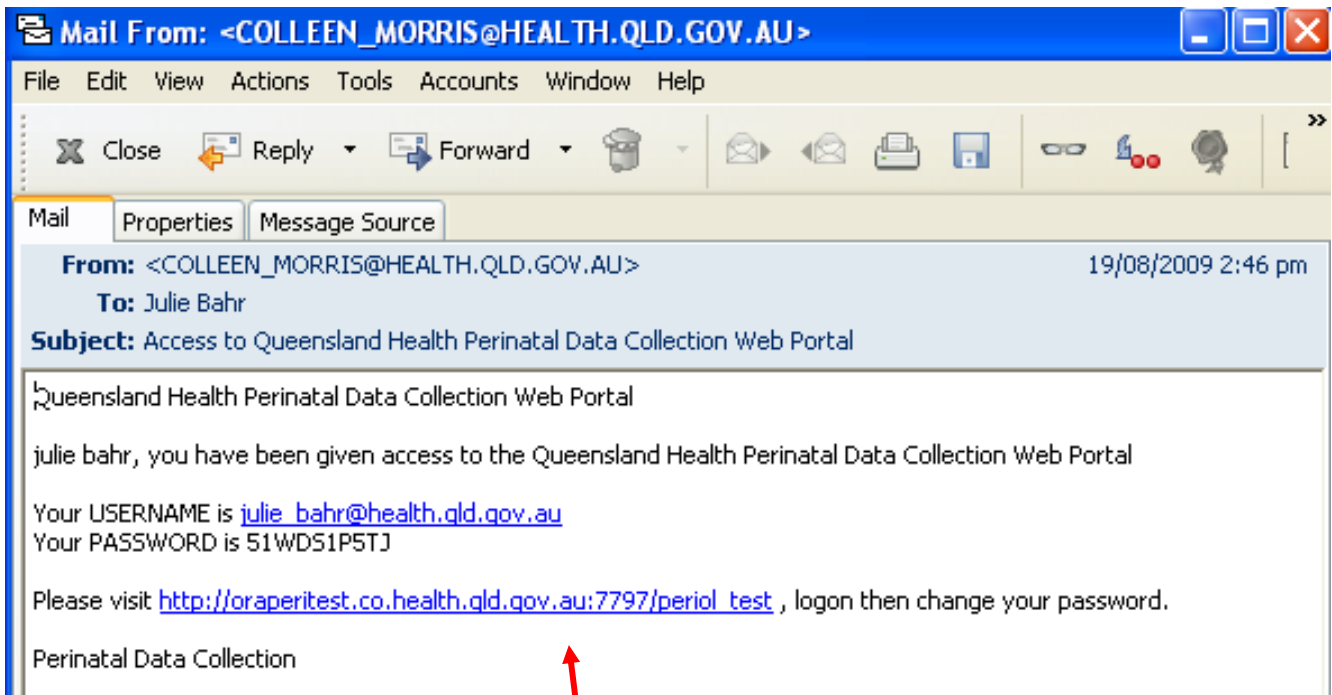 Mail From: <COLLEEN_MORRIS@HEALTH.QLD.GOV.AU>
File Edit View Actions Tools Accounts Window Help
Close Reply Forward »
Mail Properties Message Source
From: <COLLEEN_MORRIS@HEALTH.QLD.GOV.AU> 19/08/2009 2:46 pm
To: Julie Bahr
Subject: Access to Queensland Health Perinatal Data Collection Web Portal
Queensland Health Perinatal Data Collection Web Portal
julie bahr, you have been given access to the Queensland Health Perinatal Data Collection Web Portal
Your USERNAME is julie_bahr@health.qld.gov.au
Your PASSWORD is 51WDS1P5TJ
Please visit http://oraperitest.co.health.qld.gov.au:7797/periol_test , logon then change your password.
Perinatal Data Collection